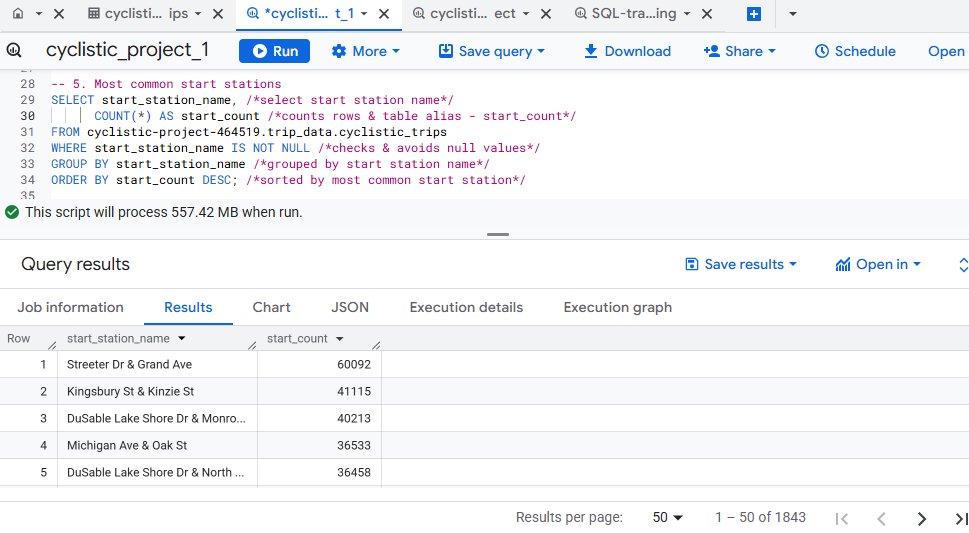 cyclisti... ips
*cyclisti... t_1
cyclisti... ect
SQL-tra...ing
cyclistic_project_1
Run
More
Save query
Download
Share
Schedule
Open
28 -- 5. Most common start stations
29 SELECT start_station_name, /*select start station name*/
30 COUNT(*) AS start_count /*counts rows & table alias - start_count*/
31 FROM cyclistic-project-464519.trip_data.cyclistic_trips
32 WHERE start_station_name IS NOT NULL /*checks & avoids null values*/
33 GROUP BY start_station_name /*grouped by start station name*/
34 ORDER BY start_count DESC; /*sorted by most common start station*/
35
This script will process 557.42 MB when run.
Query results
Save results
Open in
Job information Results Chart JSON Execution details Execution graph
Row start_station_name start_count
1 Streeter Dr & Grand Ave 60092
2 Kingsbury St & Kinzie St 41115
3 DuSable Lake Shore Dr & Monro... 40213
4 Michigan Ave & Oak St 36533
5 DuSable Lake Shore Dr & North ... 36458
Results per page: 50 1 – 50 of 1843